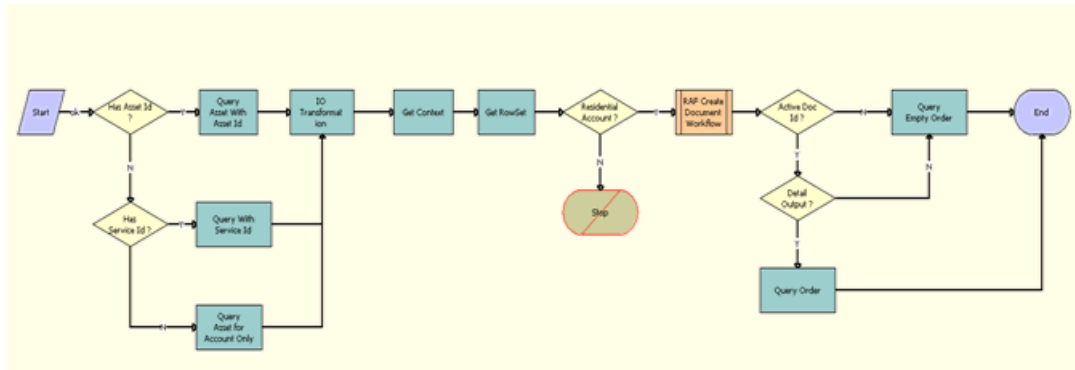 Start
ok
Has Asset Id
?
Y
Query
Asset With
Asset Id
IO
Transformat
ion
Get Context
Get RowSet
Residential
Account ?
Y
RAF Create
Document
Workflow
Active Doc
Id ?
N
Query
Empty Order
End
N
N
Y
N
Has
Service Id ?
Y
Query With
Service Id
Stop
Detail
Output ?
Y
Query Order
N
Query
Asset for
Account Only